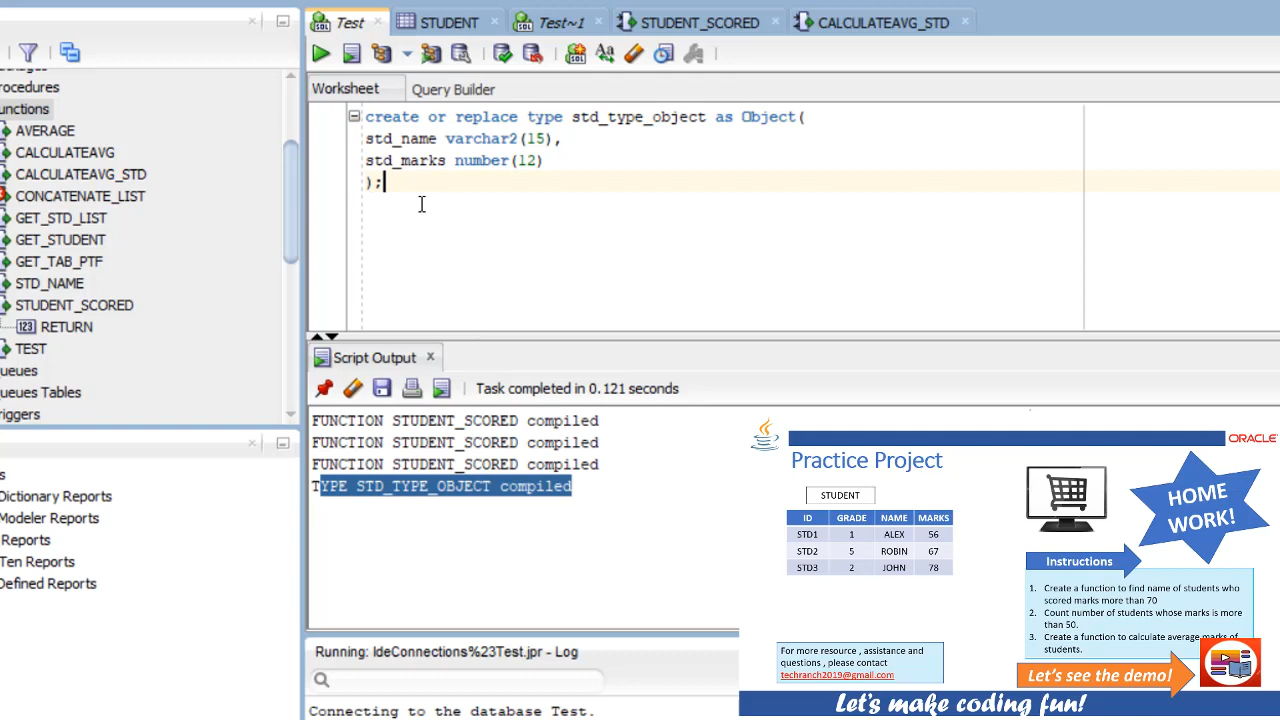 Test
STUDENT
Test~1
STUDENT_SCORED
CALCULATEAVG_STD
Worksheet
Query Builder
rocedures
unctions
AVERAGE
CALCULATEAVG
CALCULATEAVG_STD
CONCATENATE_LIST
GET_STD_LIST
GET_STUDENT
GET_TAB_PTF
STD_NAME
STUDENT_SCORED
RETURN
TEST
ueues
ueues Tables
riggers
s
Dictionary Reports
Modeler Reports
Reports
Ten Reports
Defined Reports
create or replace type std_type_object as Object(
std_name varchar2(15),
std_marks number(12)
);
Script Output
Task completed in 0.121 seconds
FUNCTION STUDENT_SCORED compiled
FUNCTION STUDENT_SCORED compiled
FUNCTION STUDENT_SCORED compiled
TYPE STD_TYPE_OBJECT compiled
Running: IdeConnections%23Test.jpr - Log
Connecting to the database Test.
ORACLE
Practice Project
STUDENT
ID GRADE NAME MARKS
STD1 1 ALEX 56
STD2 5 ROBIN 67
STD3 2 JOHN 78
HOME
WORK!
Instructions
1. Create a function to find name of students who
scored marks more than 70
2. Count number of students whose marks is more
than 50.
3. Create a function to calculate average marks of
students.
For more resource , assistance and
questions , please contact
techranch2019@gmail.com
Let's see the demo!
Let's make coding fun!